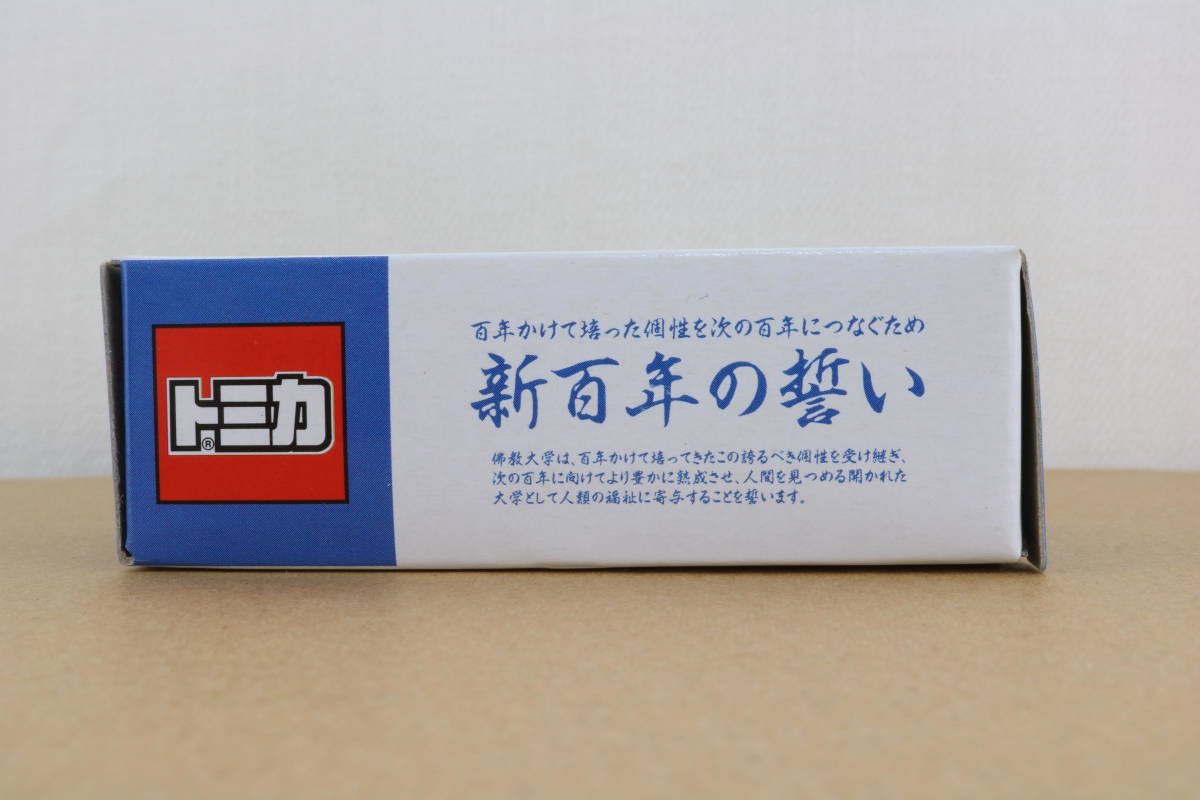 トミカ®
百年かけて培った個性を次の百年につなぐため
新百年の誓い
佛教大学は、百年かけて培ってきたこの誇るべき個性を受け継ぎ、
次の百年に向けてより豊かに熟成させ、人間を見つめる開かれた
大学として人類の福祉に寄与することを誓います。